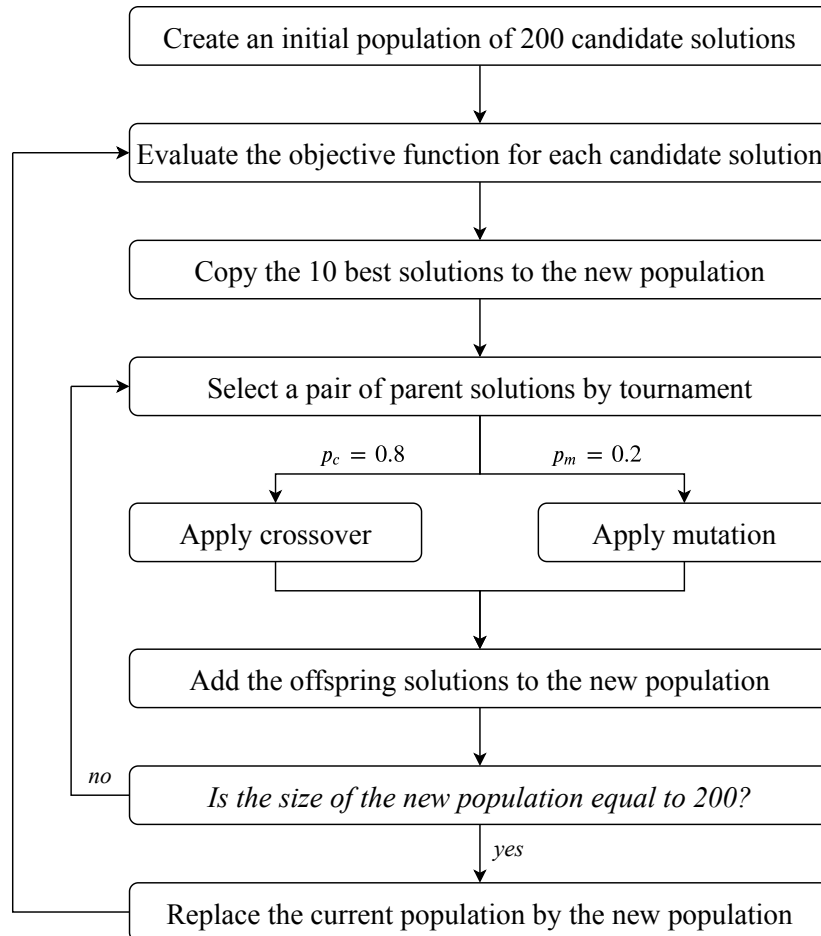 Create an initial population of 200 candidate solutions
Evaluate the objective function for each candidate solution
Copy the 10 best solutions to the new population
Select a pair of parent solutions by tournament
p_c = 0.8
p_m = 0.2
Apply crossover
Apply mutation
Add the offspring solutions to the new population
no
Is the size of the new population equal to 200?
yes
Replace the current population by the new population